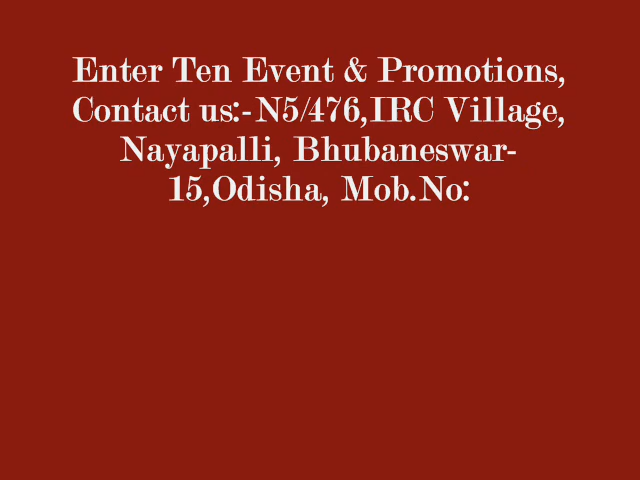 Enter Ten Event & Promotions,
Contact us:-N5/476,IRC Village,
Nayapalli, Bhubaneswar-
15,Odisha, Mob.No: